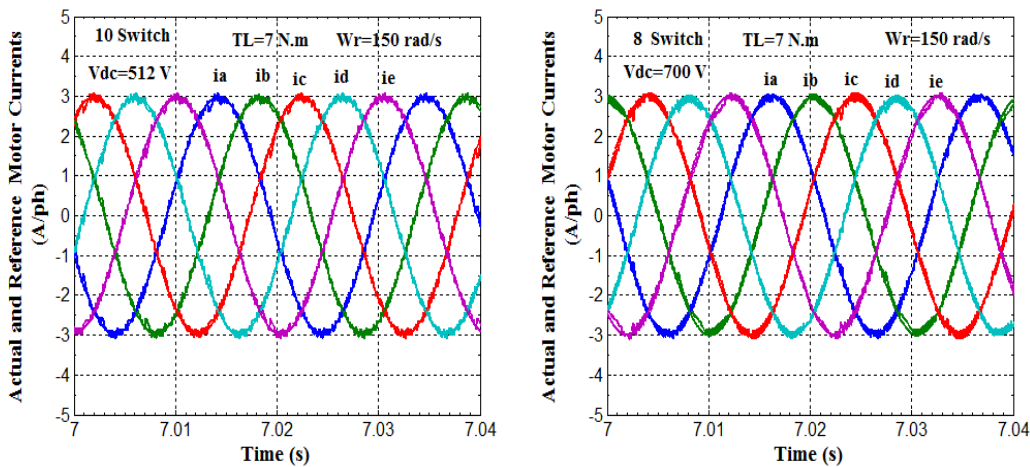 Actual and Reference Motor Currents
(A/ph)
5
4
3
2
1
0
-1
-2
-3
-4
-5
10 Switch TL=7 N.m Wr=150 rad/s
Vdc=512 V ia ib ic id ie
7 7.01 7.02 7.03 7.04
Time (s)
Actual and Reference Motor Currents
(A/ph)
5
4
3
2
1
0
-1
-2
-3
-4
-5
8 Switch TL=7 N.m Wr=150 rad/s
Vdc=700 V ia ib ic id ie
7 7.01 7.02 7.03 7.04
Time (s)